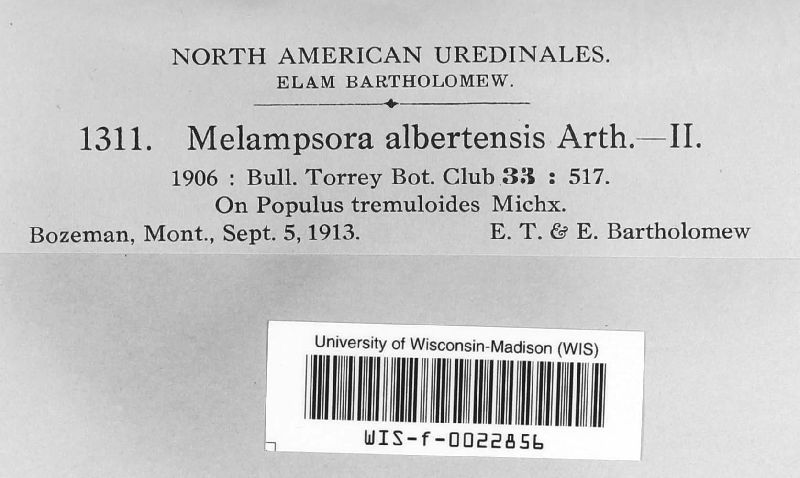 NORTH AMERICAN UREDINALES.
ELAM BARTHOLOMEW.
1311. Melampsora albertensis Arth.—II.
1906 : Bull. Torrey Bot. Club 33 : 517.
On Populus tremuloides Michx.
Bozeman, Mont., Sept. 5, 1913. E. T. & E. Bartholomew
University of Wisconsin-Madison (WIS)
WIS-f-0022856